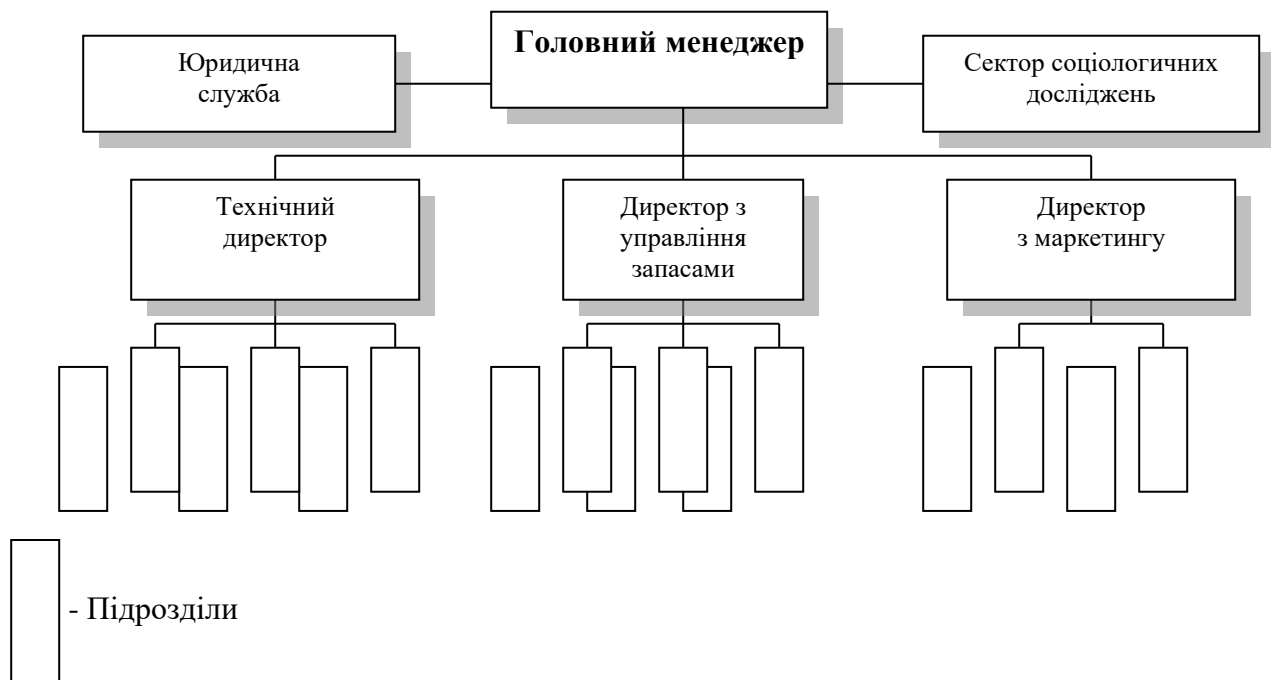 Головний менеджер
Юридична
служба
Сектор соціологичних
досліджень
Технічний
директор
Директор з
управління
запасами
Директор
з маркетингу
- Підрозділи